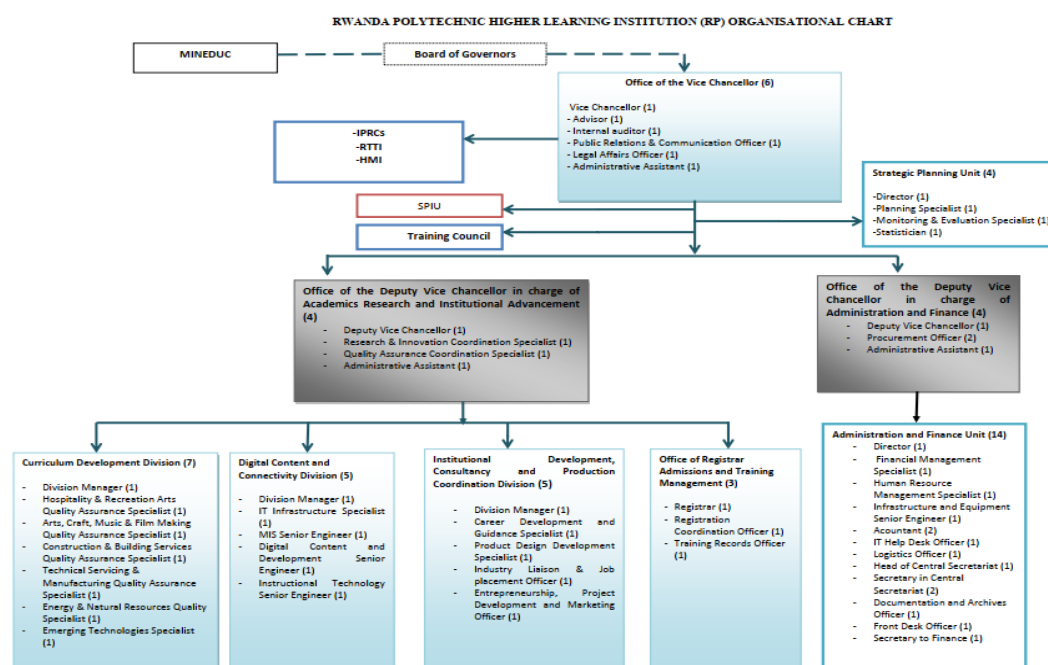 RWANDA POLYTECHNIC HIGHER LEARNING INSTITUTION (RP) ORGANISATIONAL CHART
MINEDUC
Board of Governors
Office of the Vice Chancellor (6)
Vice Chancellor (1)
- Advisor (1)
- Internal auditor (1)
- Public Relations & Communication Officer (1)
- Legal Affairs Officer (1)
- Administrative Assistant (1)
-IPRCs
-RTTI
-HMI
Strategic Planning Unit (4)
-Director (1)
-Planning Specialist (1)
-Monitoring & Evaluation Specialist (1)
-Statistician (1)
SPIU
Training Council
Office of the Deputy Vice Chancellor in charge of
Academics Research and Institutional Advancement
(4)
- Deputy Vice Chancellor (1)
- Research & Innovation Coordination Specialist (1)
- Quality Assurance Coordination Specialist (1)
- Administrative Assistant (1)
Office of the Deputy Vice
Chancellor in charge of
Administration and Finance (4)
- Deputy Vice Chancellor (1)
- Procurement Officer (2)
- Administrative Assistant (1)
Curriculum Development Division (7)
- Division Manager (1)
- Hospitality & Recreation Arts
Quality Assurance Specialist (1)
- Arts, Craft, Music & Film Making
Quality Assurance Specialist (1)
- Construction & Building Services
Quality Assurance Specialist (1)
- Technical Servicing &
Manufacturing Quality Assurance
Specialist (1)
- Energy & Natural Resources Quality
Specialist (1)
- Emerging Technologies Specialist
(1)
Digital Content and
Connectivity Division (5)
- Division Manager (1)
- IT Infrastructure Specialist
(1)
- MIS Senior Engineer (1)
- Digital Content and
Development Senior
Engineer (1)
- Instructional Technology
Senior Engineer (1)
Institutional Development,
Consultancy and Production
Coordination Division (5)
- Division Manager (1)
- Career Development and
Guidance Specialist (1)
- Product Design Development
Specialist (1)
- Industry Liaison & Job
placement Officer (1)
- Entrepreneurship, Project
Development and Marketing
Officer (1)
Office of Registrar
Admissions and Training
Management (3)
- Registrar (1)
- Registration
Coordination Officer (1)
- Training Records Officer
(1)
Administration and Finance Unit (14)
- Director (1)
- Financial Management
Specialist (1)
- Human Resource
Management Specialist (1)
- Infrastructure and Equipment
Senior Engineer (1)
- Acountant (2)
- IT Help Desk Officer (1)
- Logistics Officer (1)
- Head of Central Secretariat (1)
- Secretary in Central
Secretariat (2)
- Documentation and Archives
Officer (1)
- Front Desk Officer (1)
- Secretary to Finance (1)